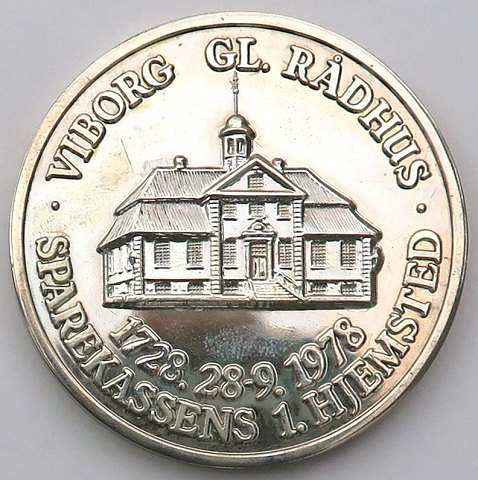 VIBORG GL. RÅDHUS
1728. 28-9. 1978
SPAREKASSENS 1. HJEMSTED